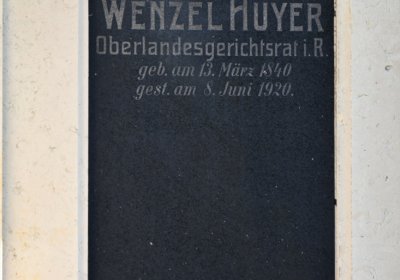 WENZEL HUYER
Oberlandesgerichtsrat i.R.
geb. am 13. März 1840
gest. am 8. Juni 1920.